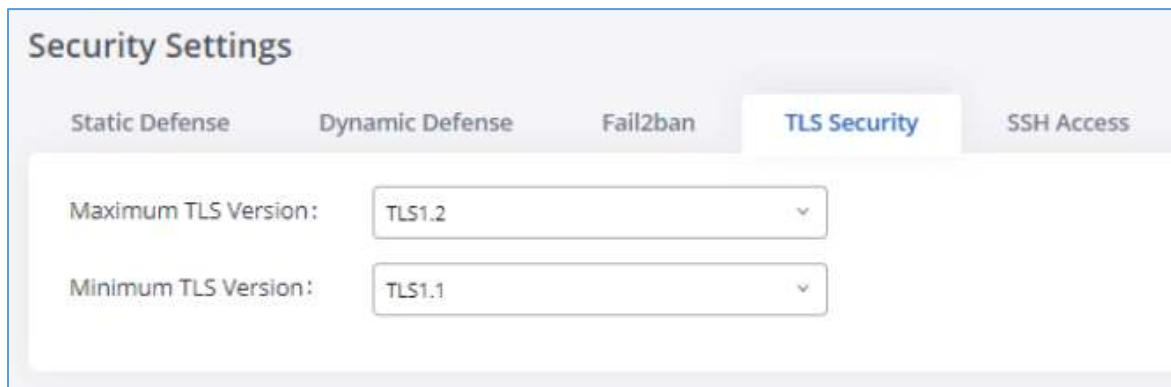 Security Settings
Static Defense Dynamic Defense Fail2ban TLS Security SSH Access
Maximum TLS Version: TLS1.2
Minimum TLS Version: TLS1.1